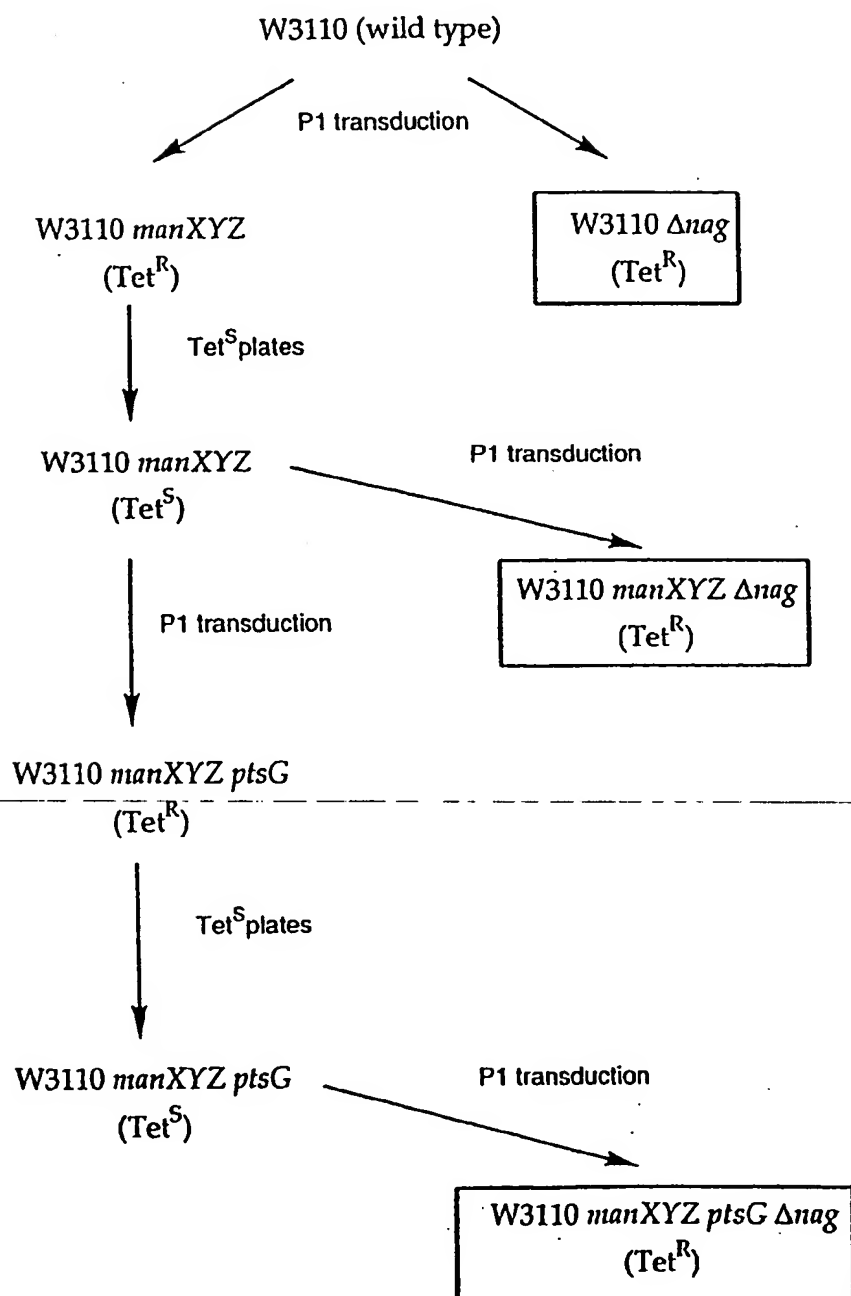 W3110 (wild type)
P1 transduction
W3110 manXYZ
(Tet^R)
W3110 Δnag
(Tet^R)
Tet^S plates
W3110 manXYZ
(Tet^S)
P1 transduction
W3110 manXYZ Δnag
(Tet^R)
P1 transduction
W3110 manXYZ ptsG
(Tet^R)
Tet^S plates
W3110 manXYZ ptsG
(Tet^S)
P1 transduction
W3110 manXYZ ptsG Δnag
(Tet^R)